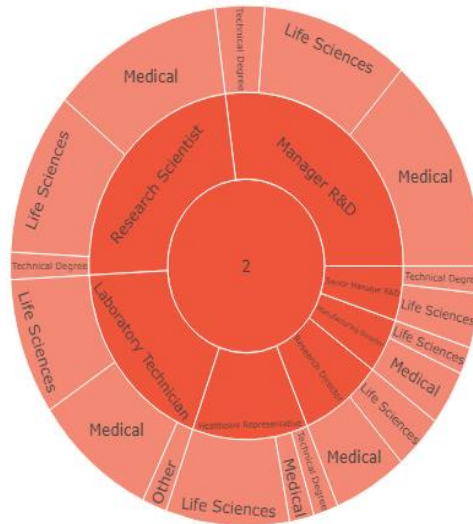 2
Manager R&D
Medical
Life Sciences
Technical Degree
Research Scientist
Medical
Life Sciences
Technical Degree
Laboratory Technician
Life Sciences
Medical
Other
Healthcare Representative
Life Sciences
Medical
Technical Degree
Research Director
Medical
Life Sciences
Manufacturing Director
Medical
Life Sciences
Senior Manager R&D
Life Sciences
Technical Degree